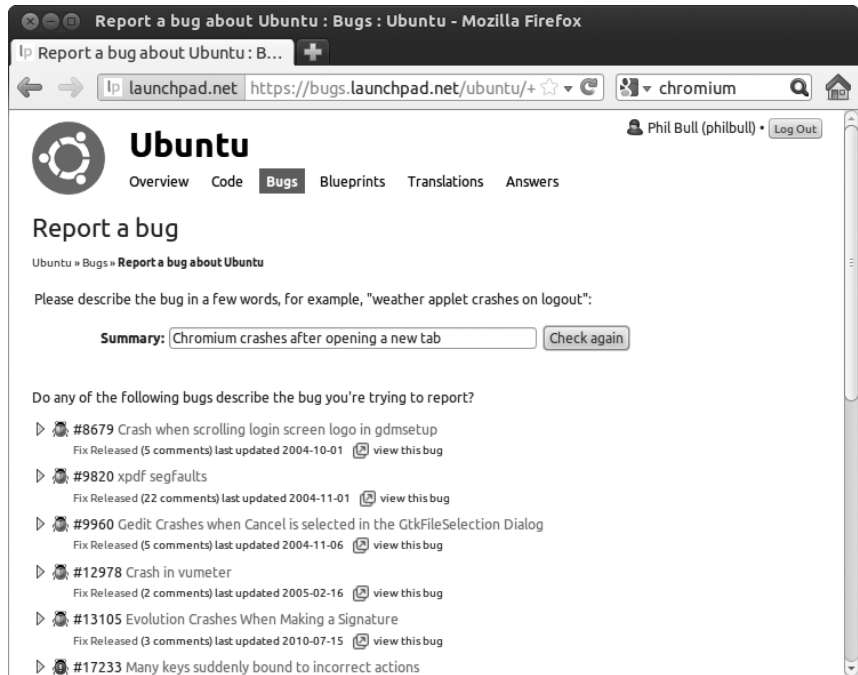 Report a bug about Ubuntu : Bugs : Ubuntu - Mozilla Firefox
lp Report a bug about Ubuntu : B...
lp launchpad.net https://bugs.launchpad.net/ubuntu/+ chromium
Ubuntu
Phil Bull (philbull) • Log Out
Overview Code Bugs Blueprints Translations Answers
Report a bug
Ubuntu » Bugs » Report a bug about Ubuntu
Please describe the bug in a few words, for example, "weather applet crashes on logout":
Summary: Chromium crashes after opening a new tab Check again
Do any of the following bugs describe the bug you're trying to report?
#8679 Crash when scrolling login screen logo in gdmsetup
Fix Released (5 comments) last updated 2004-10-01 view this bug
#9820 xpdf segfaults
Fix Released (22 comments) last updated 2004-11-01 view this bug
#9960 Gedit Crashes when Cancel is selected in the GtkFileSelection Dialog
Fix Released (5 comments) last updated 2004-11-06 view this bug
#12978 Crash in vumeter
Fix Released (2 comments) last updated 2005-02-16 view this bug
#13105 Evolution Crashes When Making a Signature
Fix Released (3 comments) last updated 2010-07-15 view this bug
#17233 Many keys suddenly bound to incorrect actions